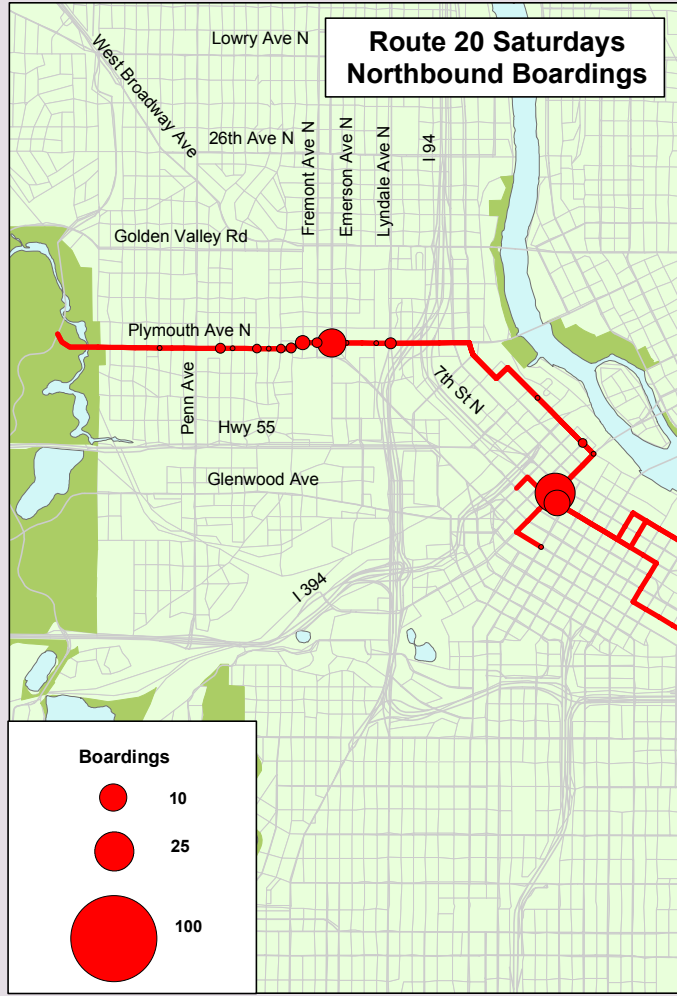 Route 20 Saturdays
Northbound Boardings
Lowry Ave N
West Broadway Ave
26th Ave N
Fremont Ave N
Emerson Ave N
Lyndale Ave N
I 94
Golden Valley Rd
Plymouth Ave N
Penn Ave
7th St N
Hwy 55
Glenwood Ave
I 394
Boardings
10
25
100